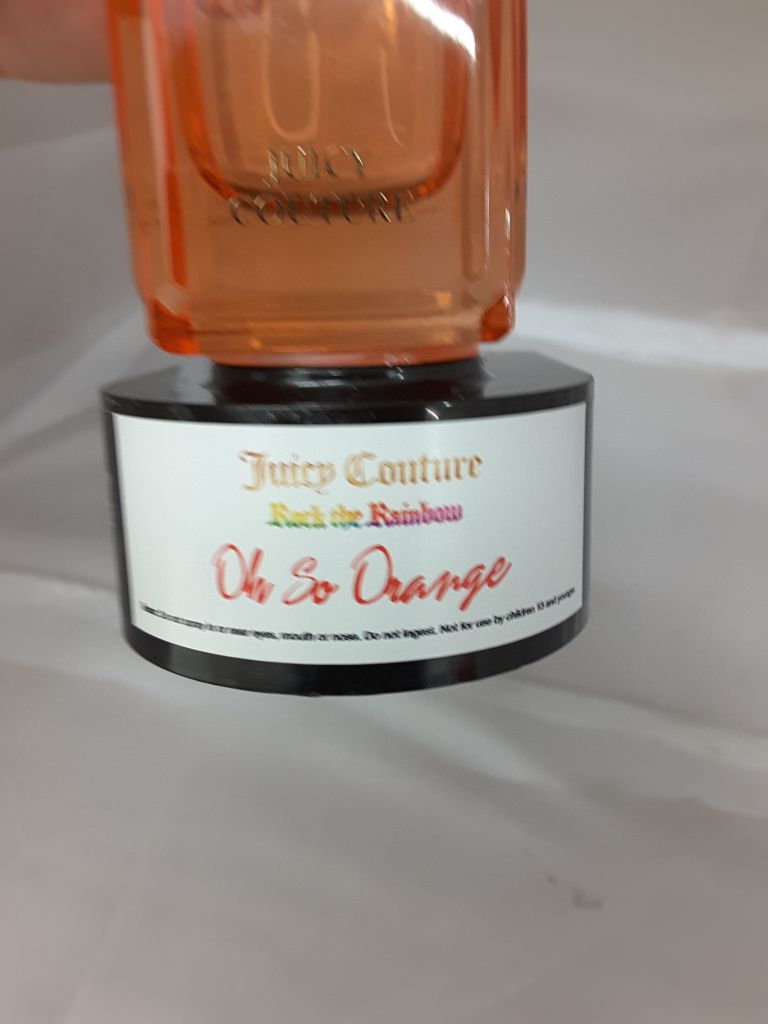 JUICY
COUTURE
Juicy Couture
Rock the Rainbow
Oh So Orange
eyes, mouth or nose. Do not ingest. Not for use by children 13 and younger.